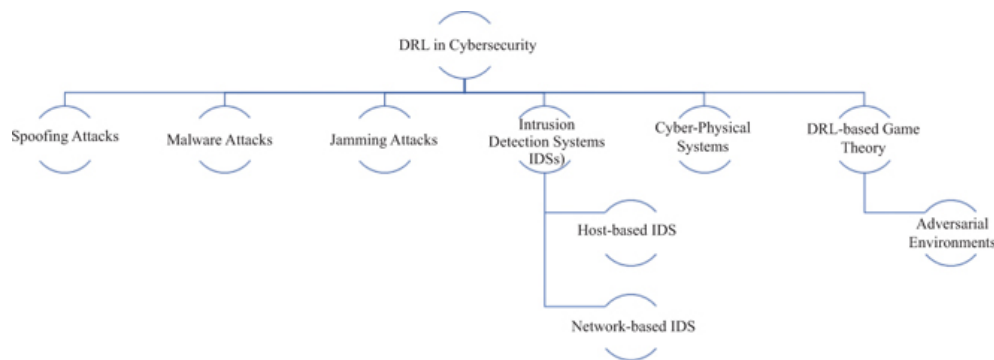 DRL in Cybersecurity
Spoofing Attacks
Malware Attacks
Jamming Attacks
Intrusion
Detection Systems
IDSs)
Cyber-Physical
Systems
DRL-based Game
Theory
Host-based IDS
Adversarial
Environments
Network-based IDS